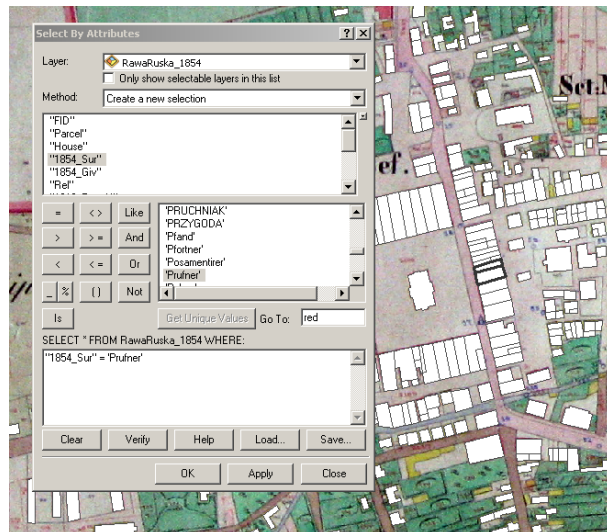 Select By Attributes
Layer: RawaRuska_1854
Only show selectable layers in this list
Method: Create a new selection
"FID"
"Parcel"
"House"
"1854_Sur"
"1854_Giv"
"Rel"
= < > Like
> > = And
< < = Or
_ % ( ) Not
Is
'PRUCHNIAK'
'PRZYGODA'
'Pfand'
'Pfortner'
'Posamentirer'
'Prufner'
Get Unique Values Go To: red
SELECT * FROM RawaRuska_1854 WHERE:
"1854_Sur" = 'Prufner'
Clear Verify Help Load... Save...
OK Apply Close
ef.